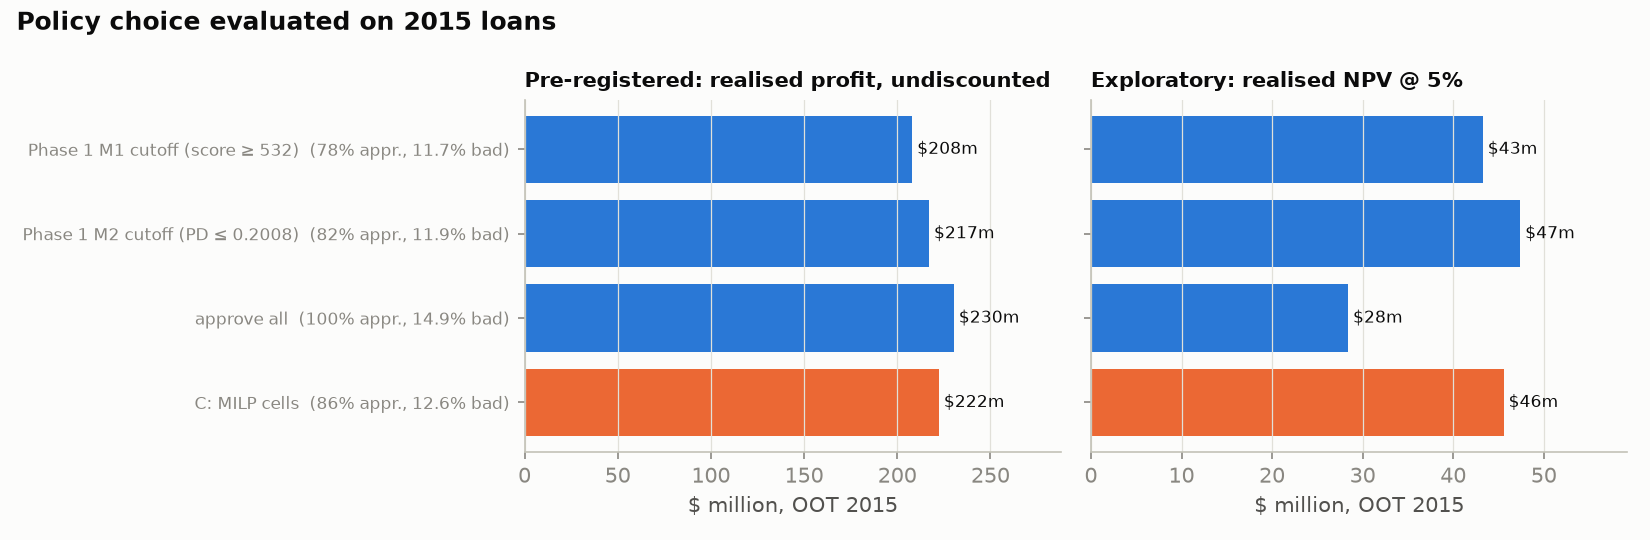 Policy choice evaluated on 2015 loans
Pre-registered: realised profit, undiscounted
Phase 1 M1 cutoff (score ≥ 532)  (78% appr., 11.7% bad)
$208m
Phase 1 M2 cutoff (PD ≤ 0.2008)  (82% appr., 11.9% bad)
$217m
approve all  (100% appr., 14.9% bad)
$230m
C: MILP cells  (86% appr., 12.6% bad)
$222m
0 50 100 150 200 250
$ million, OOT 2015
Exploratory: realised NPV @ 5%
$43m
$47m
$28m
$46m
0 10 20 30 40 50
$ million, OOT 2015